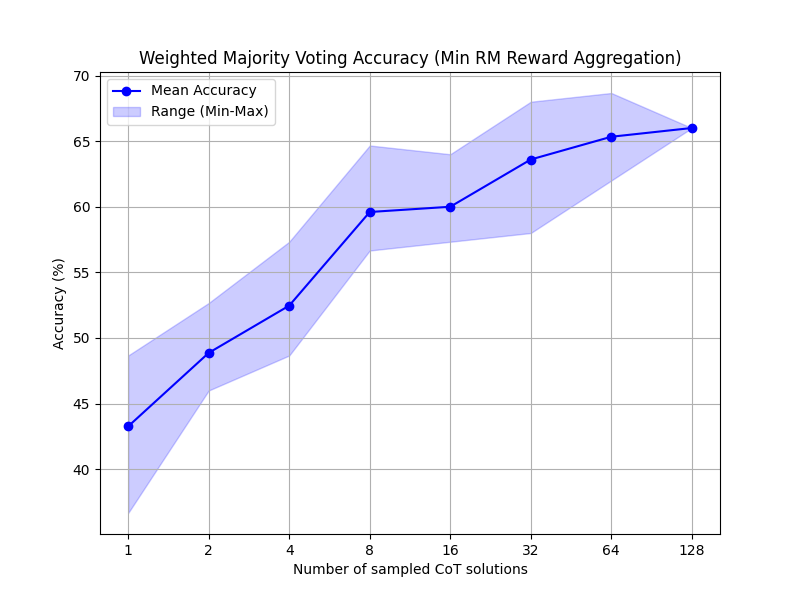 Weighted Majority Voting Accuracy (Min RM Reward Aggregation)
Mean Accuracy
Range (Min-Max)
Accuracy (%)
70
65
60
55
50
45
40
1 2 4 8 16 32 64 128
Number of sampled CoT solutions